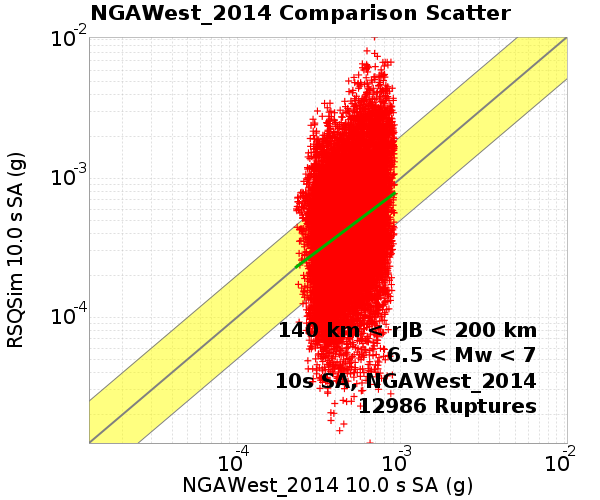 NGAWest_2014 Comparison Scatter
10⁻²
10⁻³
10⁻⁴
RSQSim 10.0 s SA (g)
140 km < rJB < 200 km
6.5 < Mw < 7
10s SA, NGAWest_2014
12986 Ruptures
10⁻⁴ 10⁻³ 10⁻²
NGAWest_2014 10.0 s SA (g)